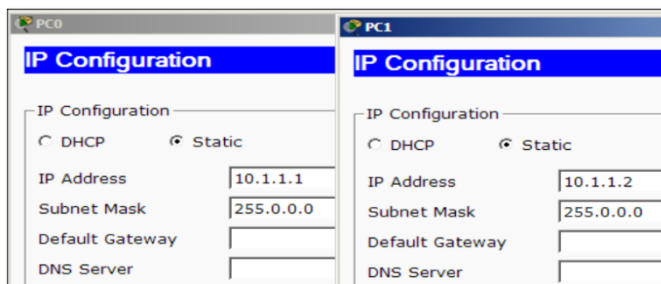 PC0
IP Configuration
IP Configuration
DHCP Static
IP Address 10.1.1.1
Subnet Mask 255.0.0.0
Default Gateway
DNS Server
PC1
IP Configuration
IP Configuration
DHCP Static
IP Address 10.1.1.2
Subnet Mask 255.0.0.0
Default Gateway
DNS Server